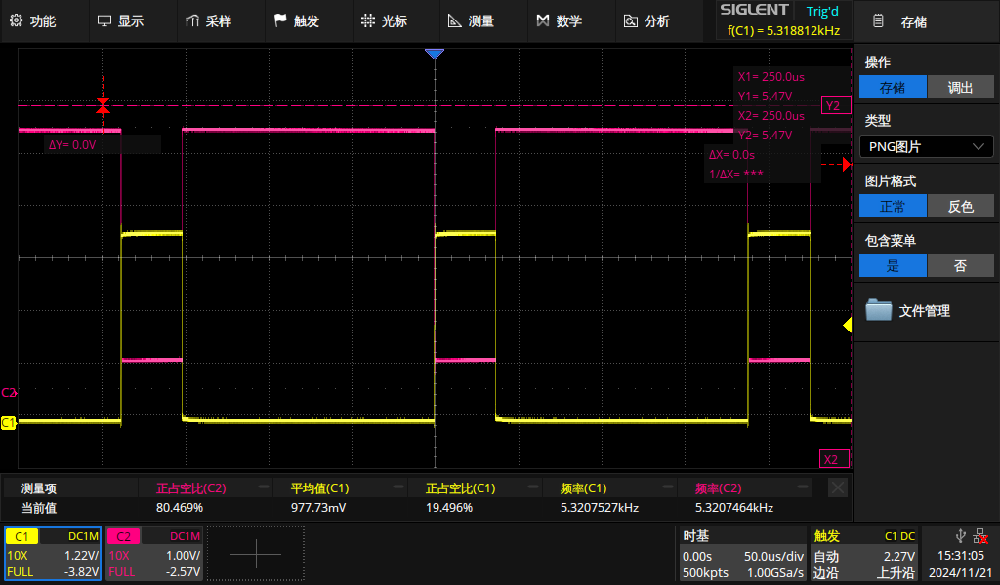 功能 显示 采样 触发 光标 测量 数学 分析 SIGLENT Trig'd 存储
f(C1) = 5.318812kHz
操作
存储 调出
类型
PNG图片
图片格式
正常 反色
包含菜单
是 否
文件管理
X1= 250.0us
Y1= 5.47V
X2= 250.0us
Y2= 5.47V
Y2
ΔY= 0.0V
ΔX= 0.0s
1/ΔX= ***
C2
C1
X2
测量项 正占空比(C2) 平均值(C1) 正占空比(C1) 频率(C1) 频率(C2)
当前值 80.469% 977.73mV 19.496% 5.3207527kHz 5.3207464kHz
C1 DC1M
10X 1.22V/
FULL -3.82V
C2 DC1M
10X 1.00V/
FULL -2.57V
时基
0.00s 50.0us/div
500kpts 1.00GSa/s
触发 C1 DC
自动 2.27V
边沿 上升沿
15:31:05
2024/11/21